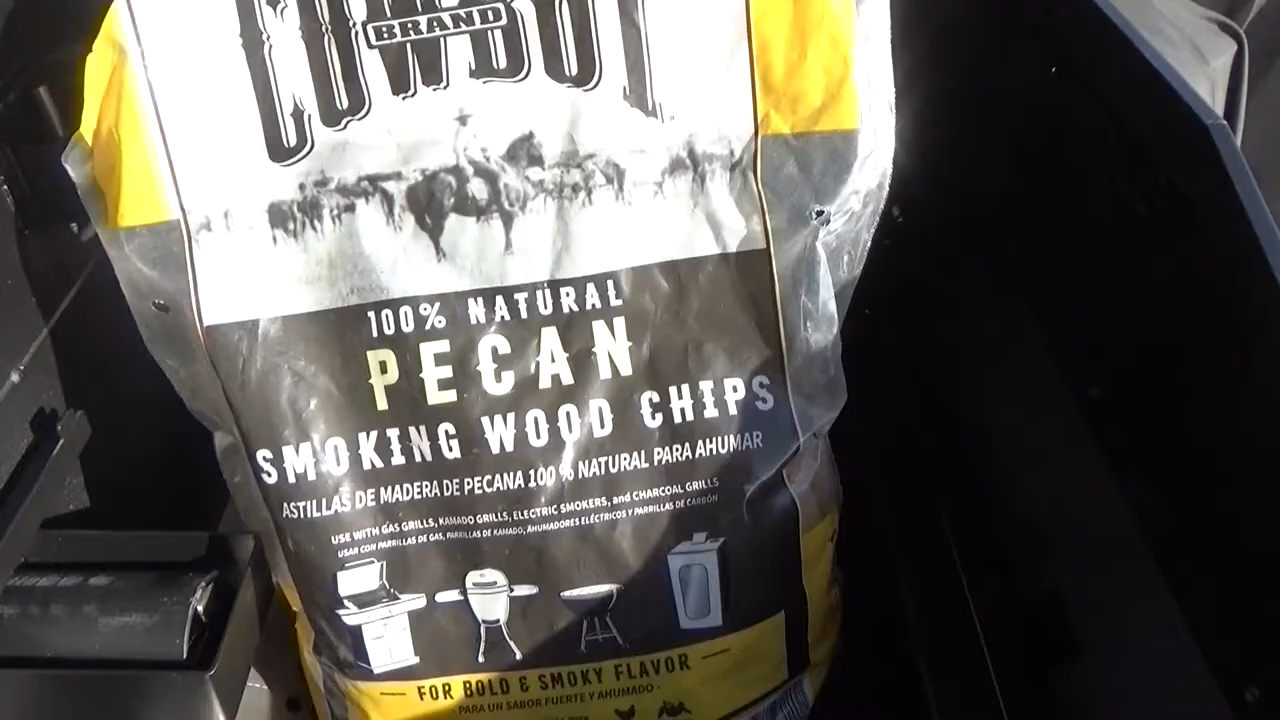 COWBOY
BRAND
100% NATURAL
PECAN
SMOKING WOOD CHIPS
ASTILLAS DE MADERA DE PECANA 100% NATURAL PARA AHUMAR
USE WITH GAS GRILLS, KAMADO GRILLS, ELECTRIC SMOKERS, and CHARCOAL GRILLS
USAR CON PARRILLAS DE GAS, PARRILLAS DE KAMADO, AHUMADORES ELÉCTRICOS Y PARRILLAS DE CARBÓN
— FOR BOLD & SMOKY FLAVOR —
- PARA UN SABOR FUERTE Y AHUMADO -